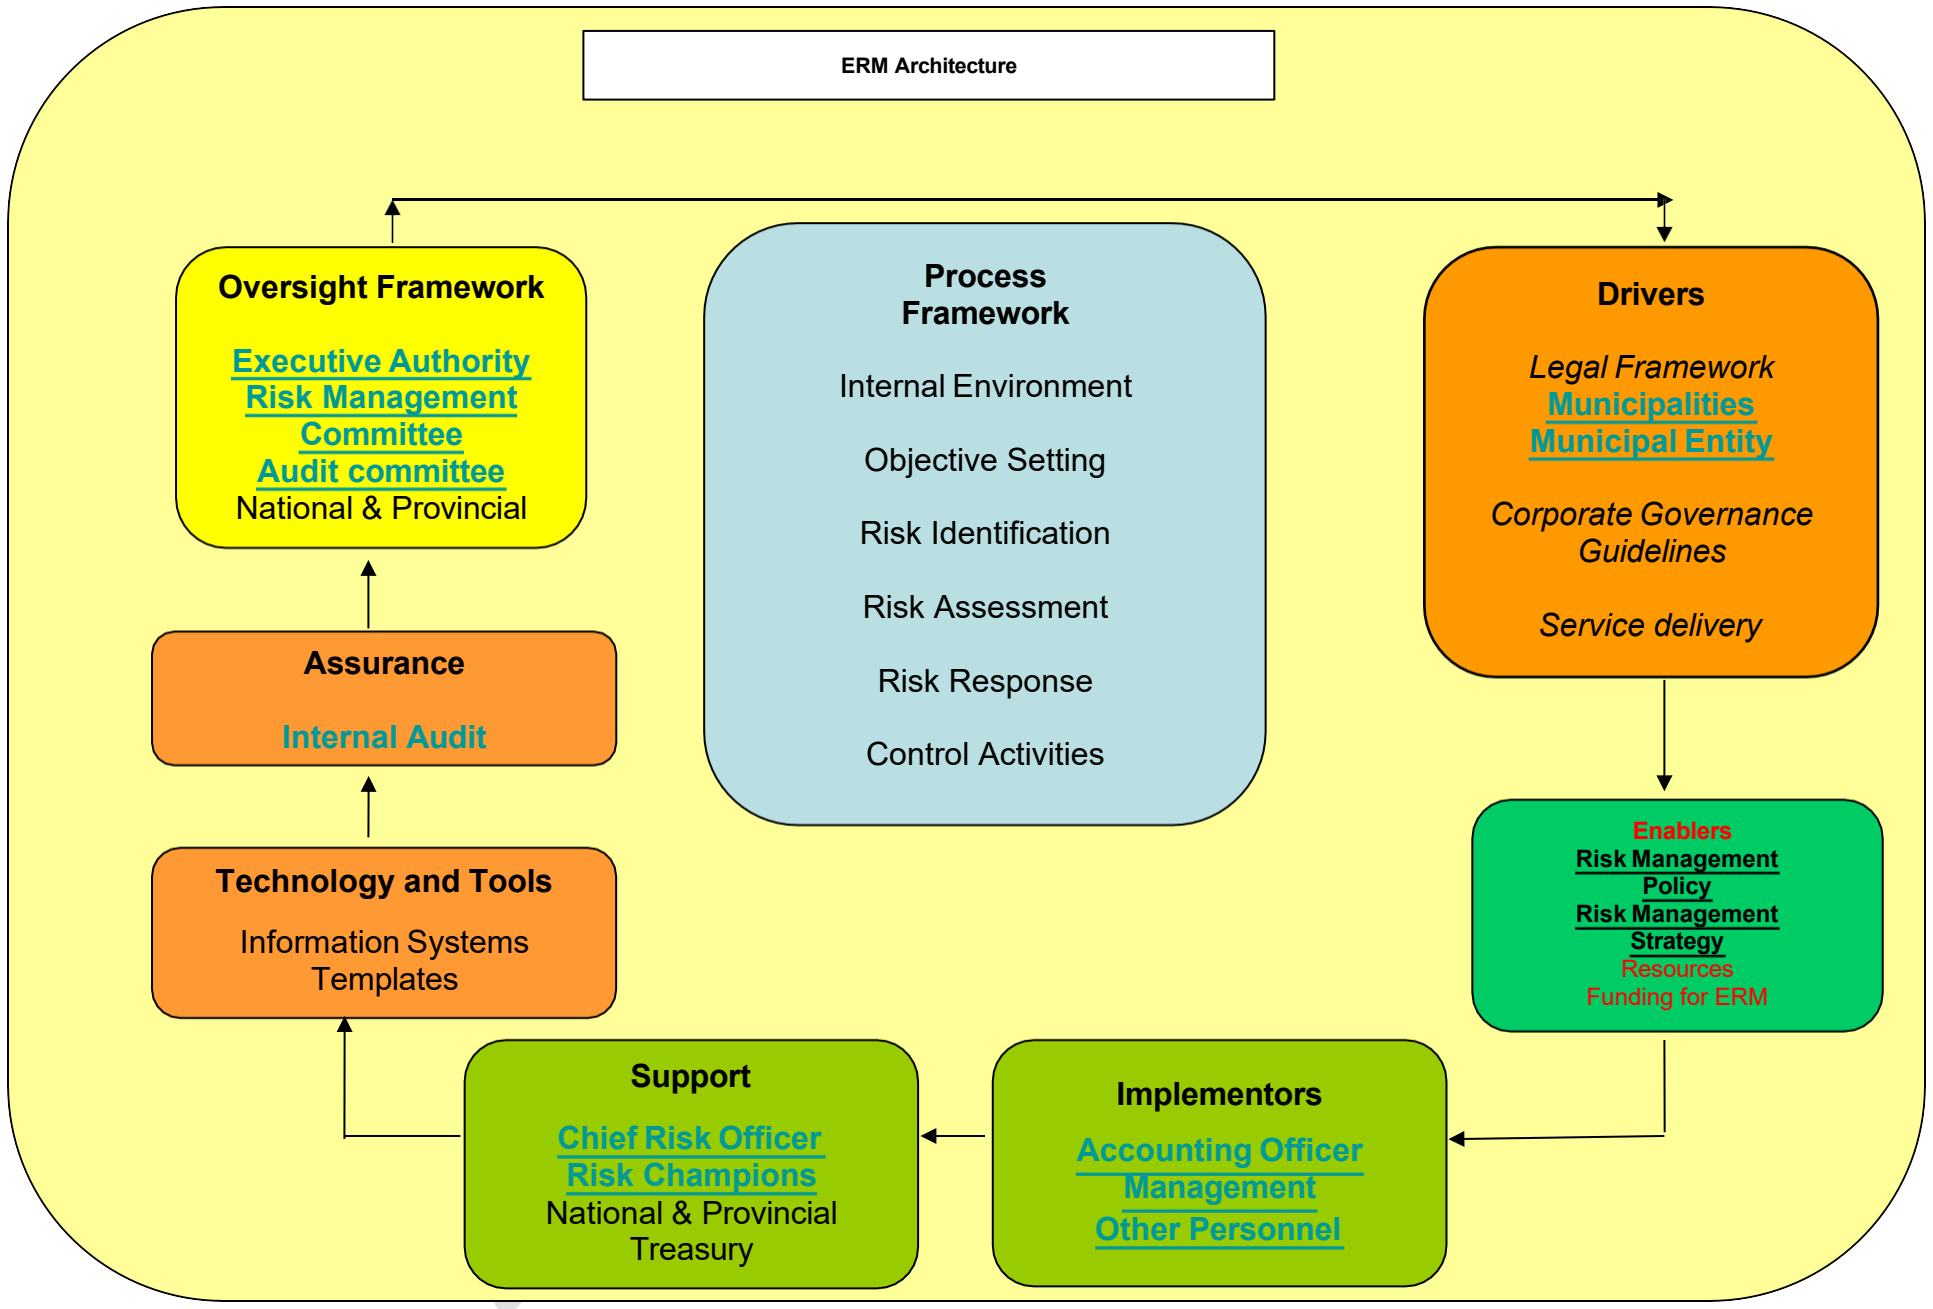 ERM Architecture
Oversight Framework
Executive Authority
Risk Management
Committee
Audit committee
National & Provincial
Process
Framework
Internal Environment
Objective Setting
Risk Identification
Risk Assessment
Risk Response
Control Activities
Drivers
Legal Framework
Municipalities
Municipal Entity
Corporate Governance
Guidelines
Service delivery
Assurance
Internal Audit
Technology and Tools
Information Systems
Templates
Enablers
Risk Management
Policy
Risk Management
Strategy
Resources
Funding for ERM
Support
Chief Risk Officer
Risk Champions
National & Provincial
Treasury
Implementors
Accounting Officer
Management
Other Personnel